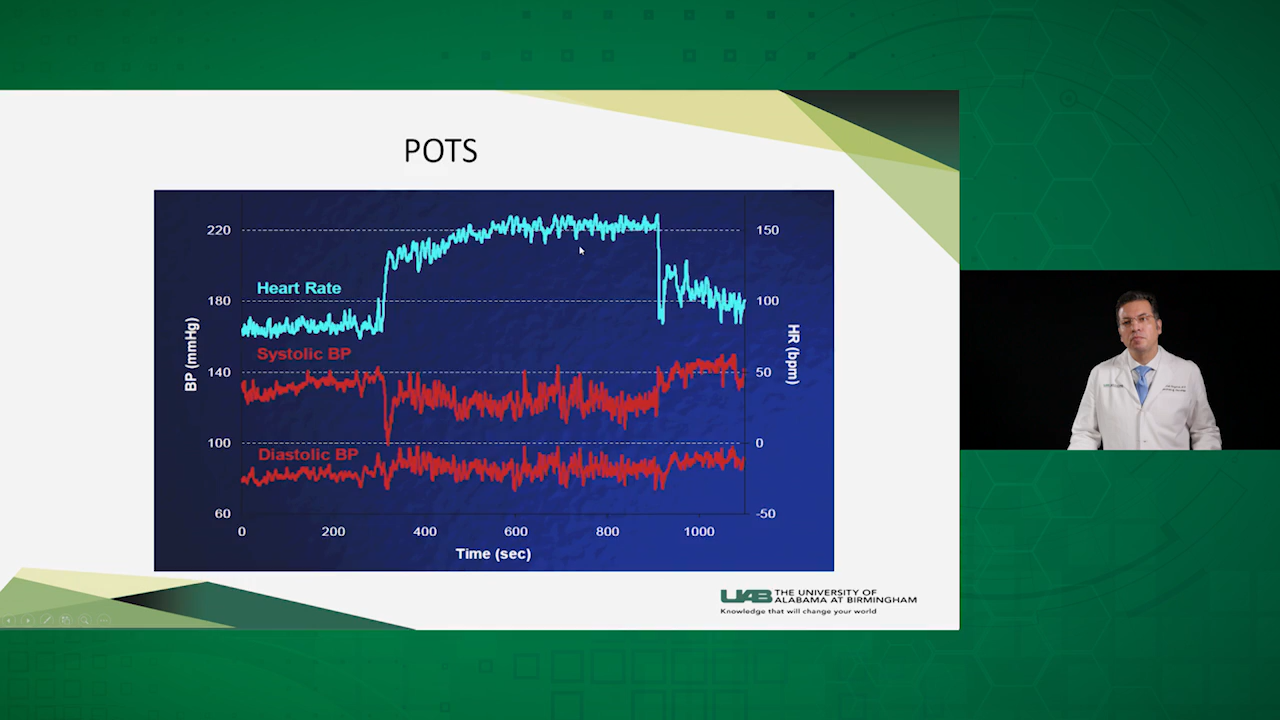 POTS
220
150
Heart Rate
180
100
BP (mmHg)
HR (bpm)
Systolic BP
140
50
100
0
Diastolic BP
60
-50
0 200 400 600 800 1000
Time (sec)
UAB THE UNIVERSITY OF
ALABAMA AT BIRMINGHAM
Knowledge that will change your world